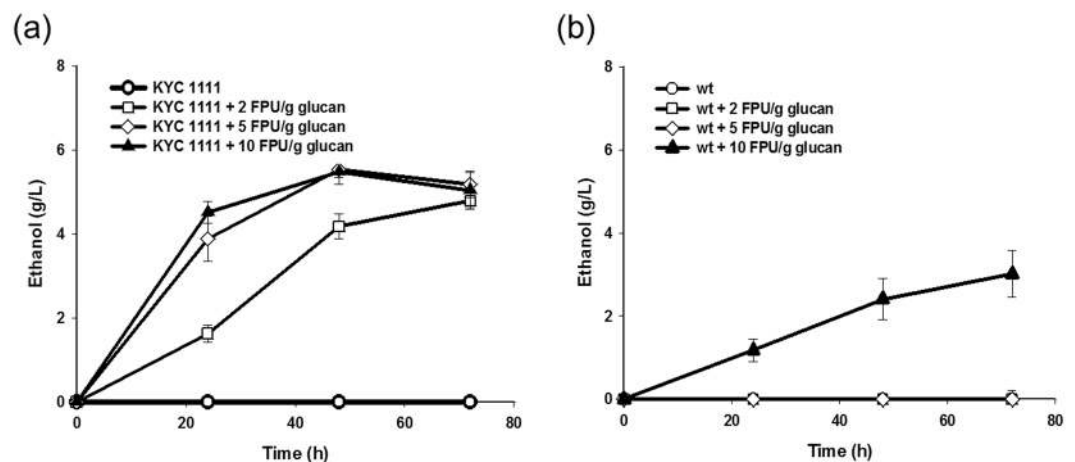 (a)
8
KYC 1111
KYC 1111 + 2 FPU/g glucan
KYC 1111 + 5 FPU/g glucan
KYC 1111 + 10 FPU/g glucan
6
4
2
0
Ethanol (g/L)
0 20 40 60 80
Time (h)
(b)
8
wt
wt + 2 FPU/g glucan
wt + 5 FPU/g glucan
wt + 10 FPU/g glucan
6
4
2
0
Ethanol (g/L)
0 20 40 60 80
Time (h)